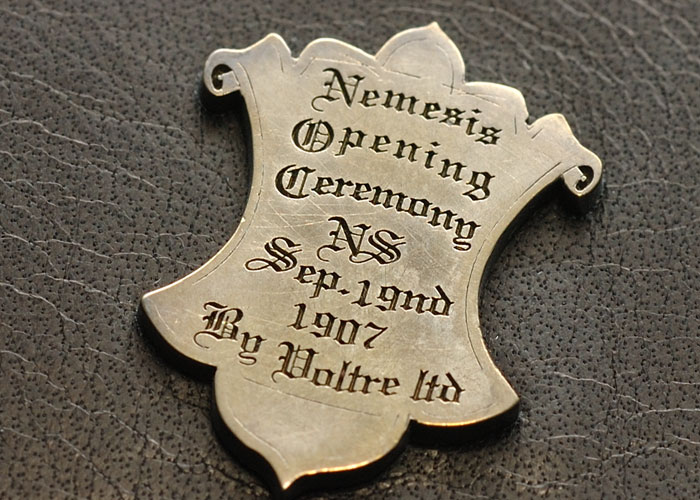 Nemesis
Opening
Ceremony
NS
Sep. 19nd
1907
By Voltre ltd